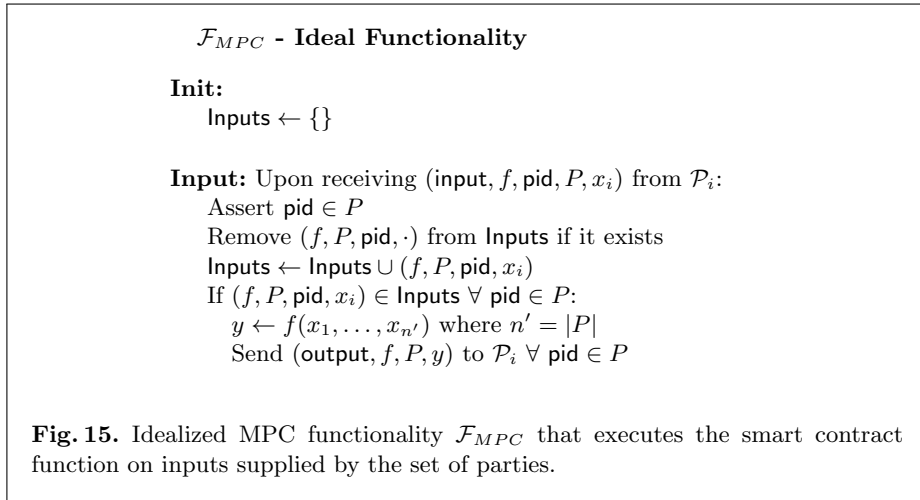 𝓕_MPC - Ideal Functionality
Init:
Inputs ← {}
Input: Upon receiving (input, f, pid, P, x_i) from 𝒫_i:
Assert pid ∈ P
Remove (f, P, pid, ·) from Inputs if it exists
Inputs ← Inputs ∪ (f, P, pid, x_i)
If (f, P, pid, x_i) ∈ Inputs ∀ pid ∈ P:
y ← f(x_1, . . . , x_n′) where n′ = |P|
Send (output, f, P, y) to 𝒫_i ∀ pid ∈ P
Fig. 15. Idealized MPC functionality 𝓕_MPC that executes the smart contract
function on inputs supplied by the set of parties.